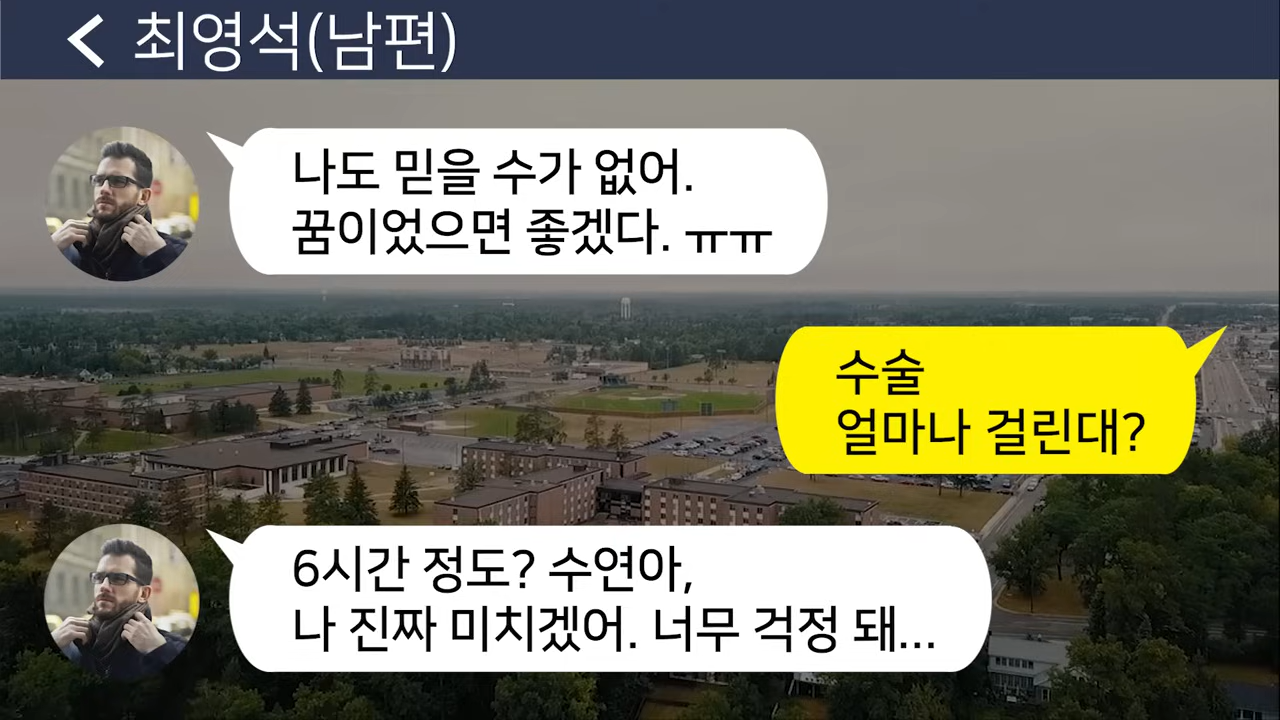 최영석(남편)
나도 믿을 수가 없어.
꿈이었으면 좋겠다. ㅠㅠ
수술
얼마나 걸린대?
6시간 정도? 수연아,
나 진짜 미치겠어. 너무 걱정 돼...